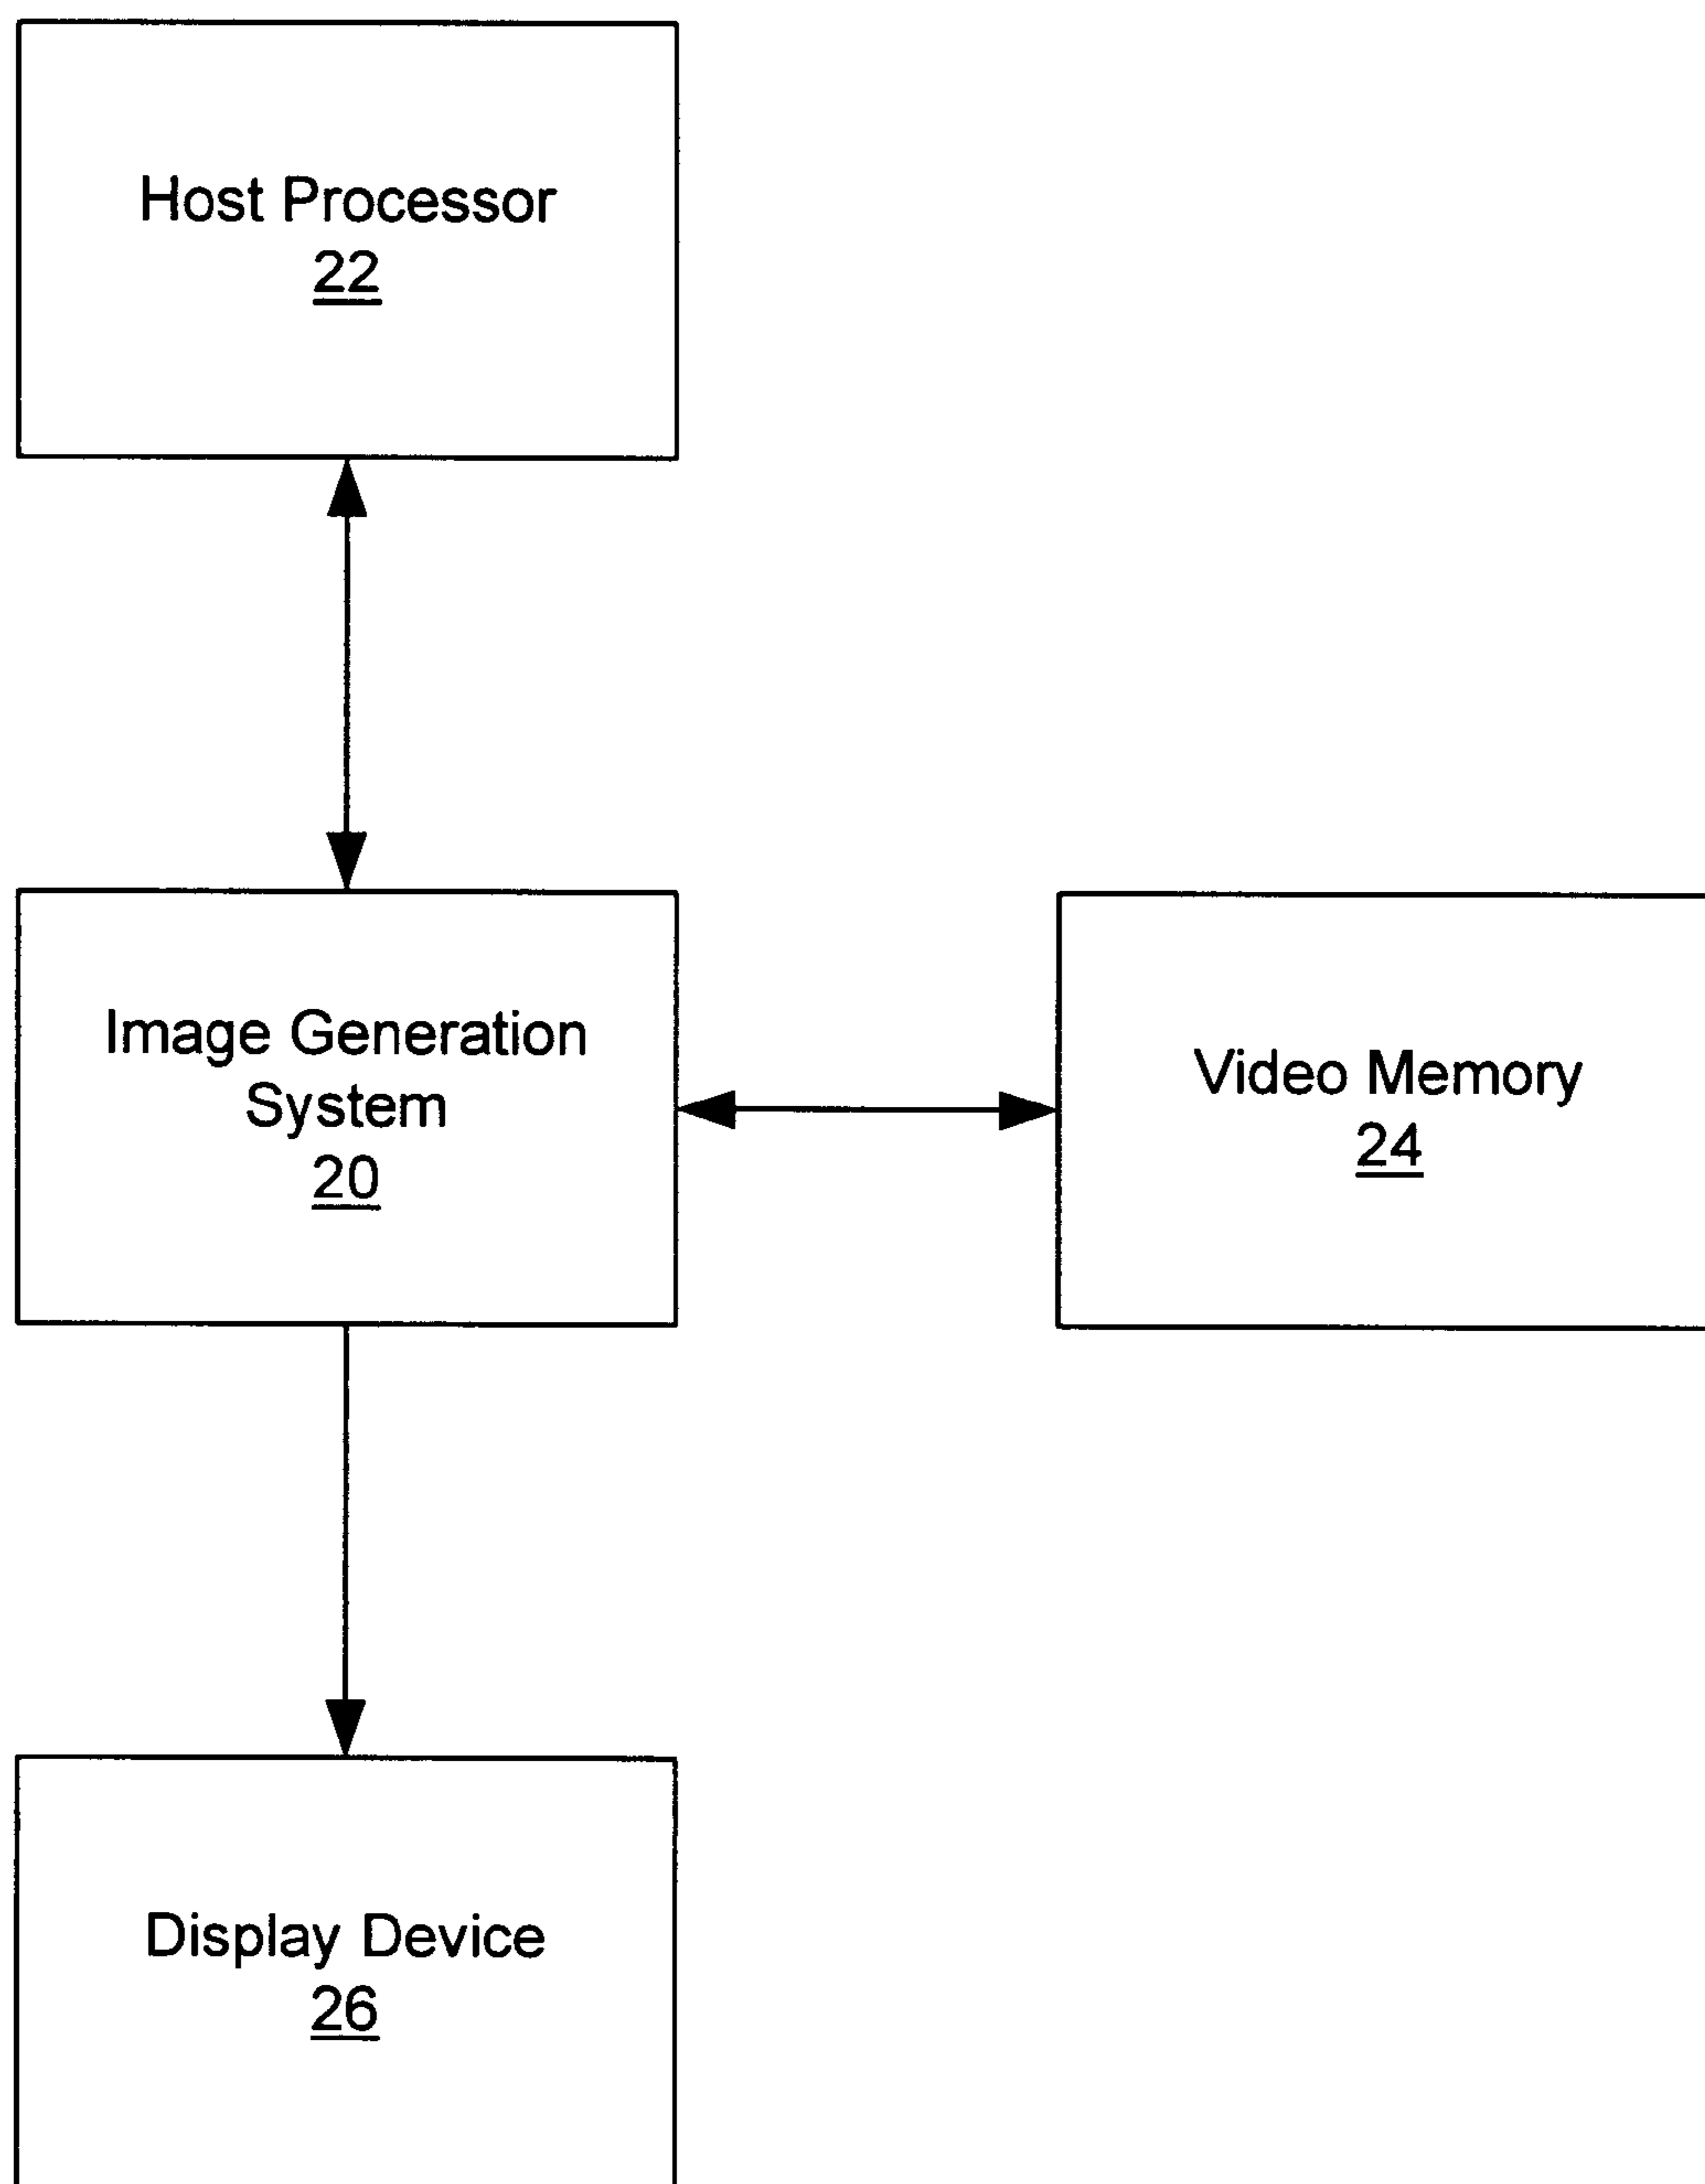 Host Processor
22
Image Generation
System
20
Video Memory
24
Display Device
26